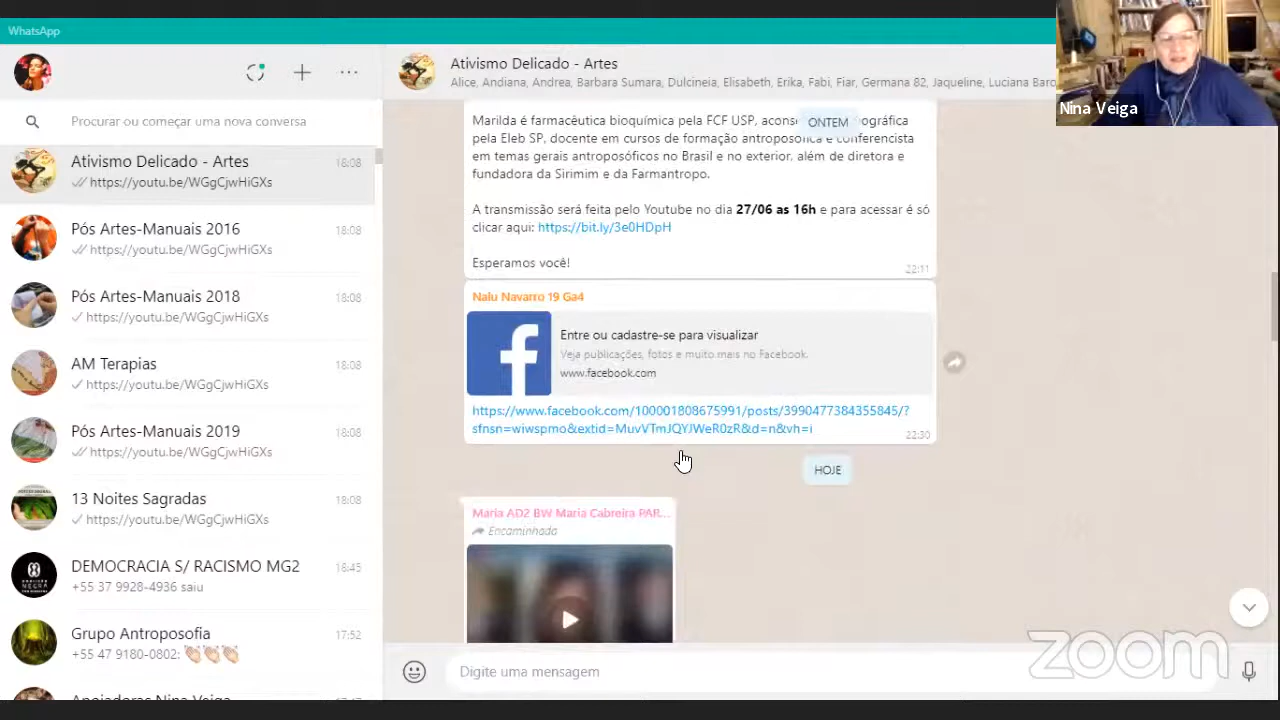 WhatsApp
Procurar ou começar uma nova conversa
Ativismo Delicado - Artes
18:08
https://youtu.be/WGgCjwHiGXs
Pós Artes-Manuais 2016
18:08
https://youtu.be/WGgCjwHiGXs
Pós Artes-Manuais 2018
18:08
https://youtu.be/WGgCjwHiGXs
AM Terapias
18:08
https://youtu.be/WGgCjwHiGXs
Pós Artes-Manuais 2019
18:08
https://youtu.be/WGgCjwHiGXs
13 Noites Sagradas
18:08
https://youtu.be/WGgCjwHiGXs
DEMOCRACIA S/ RACISMO MG2
16:45
+55 37 9928-4936 saiu
Grupo Antroposofia
17:52
+55 47 9180-0802: 👏🏼👏🏼👏🏼
Ativismo Delicado - Artes
Alice, Andiana, Andrea, Barbara Sumara, Dulcineia, Elisabeth, Erika, Fabi, Fiar, Germana 82, Jaqueline, Luciana Baro
ONTEM
Marilda é farmacêutica bioquímica pela FCF USP,
pela Eleb SP, docente em cursos de formação antroposófica e conferencista
em temas gerais antroposóficos no Brasil e no exterior, além de diretora e
fundadora da Sirimim e da Farmantropo.
A transmissão será feita pelo Youtube no dia 27/06 as 16h e para acessar é só
clicar aqui: https://bit.ly/3e0HDpH
Esperamos você!
22:11
Nalu Navarro 19 Ga4
Entre ou cadastre-se para visualizar
Veja publicações, fotos e muito mais no Facebook.
www.facebook.com
https://www.facebook.com/100001808675991/posts/3990477384355845/?
sfnsn=wiwspmo&extid=MuvVTmJQYJWeR0zR&d=n&vh=i
22:30
HOJE
Maria AD2 BW Maria Cabreira PAR...
Encaminhada
Digite uma mensagem
Nina Veiga
zoom